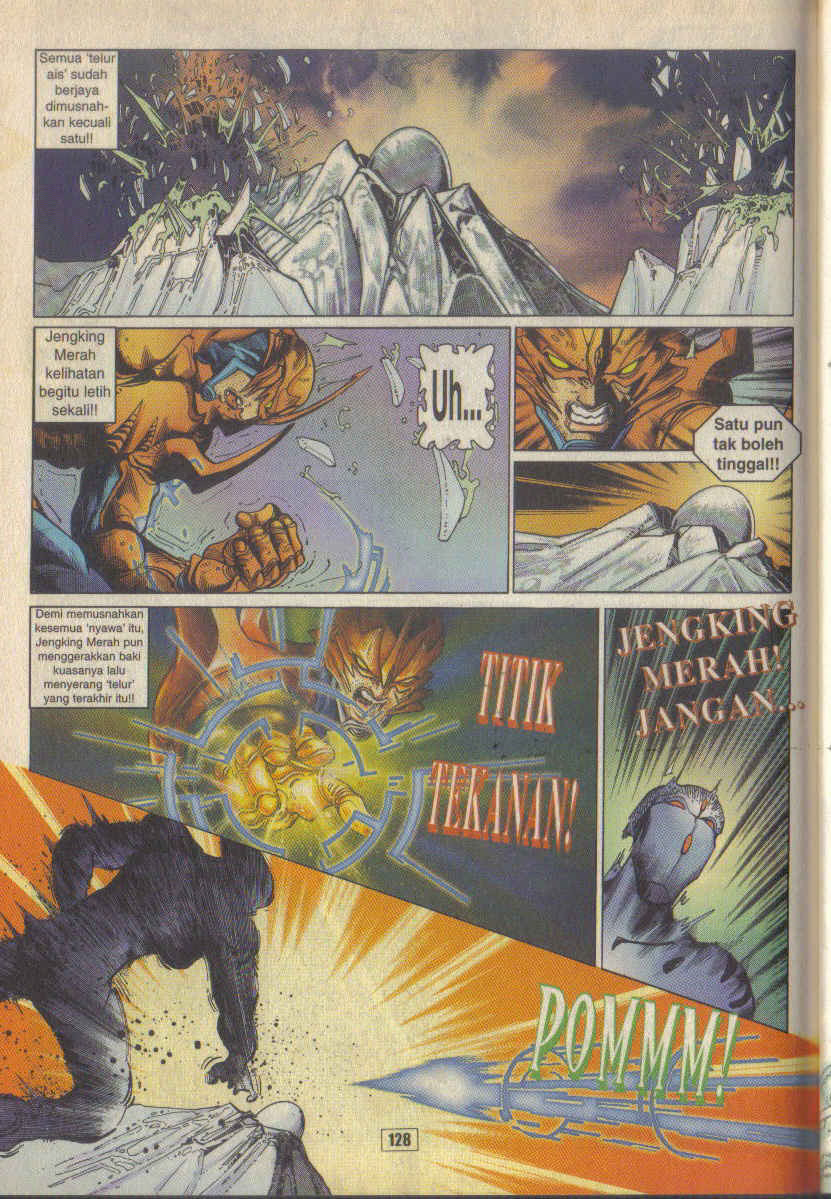 Semua 'telur
ais' sudah
berjaya
dimusnah-
kan kecuali
satu!!
Jengking
Merah
kelihatan
begitu letih
sekali!!
Uh...
Satu pun
tak boleh
tinggal!!
Demi memusnahkan
kesemua 'nyawa' itu,
Jengking Merah pun
menggerakkan baki
kuasanya lalu
menyerang 'telur'
yang terakhir itu!!
TITIK
TEKANAN!
JENGKING
MERAH!
JANGAN...
POMMM!
128